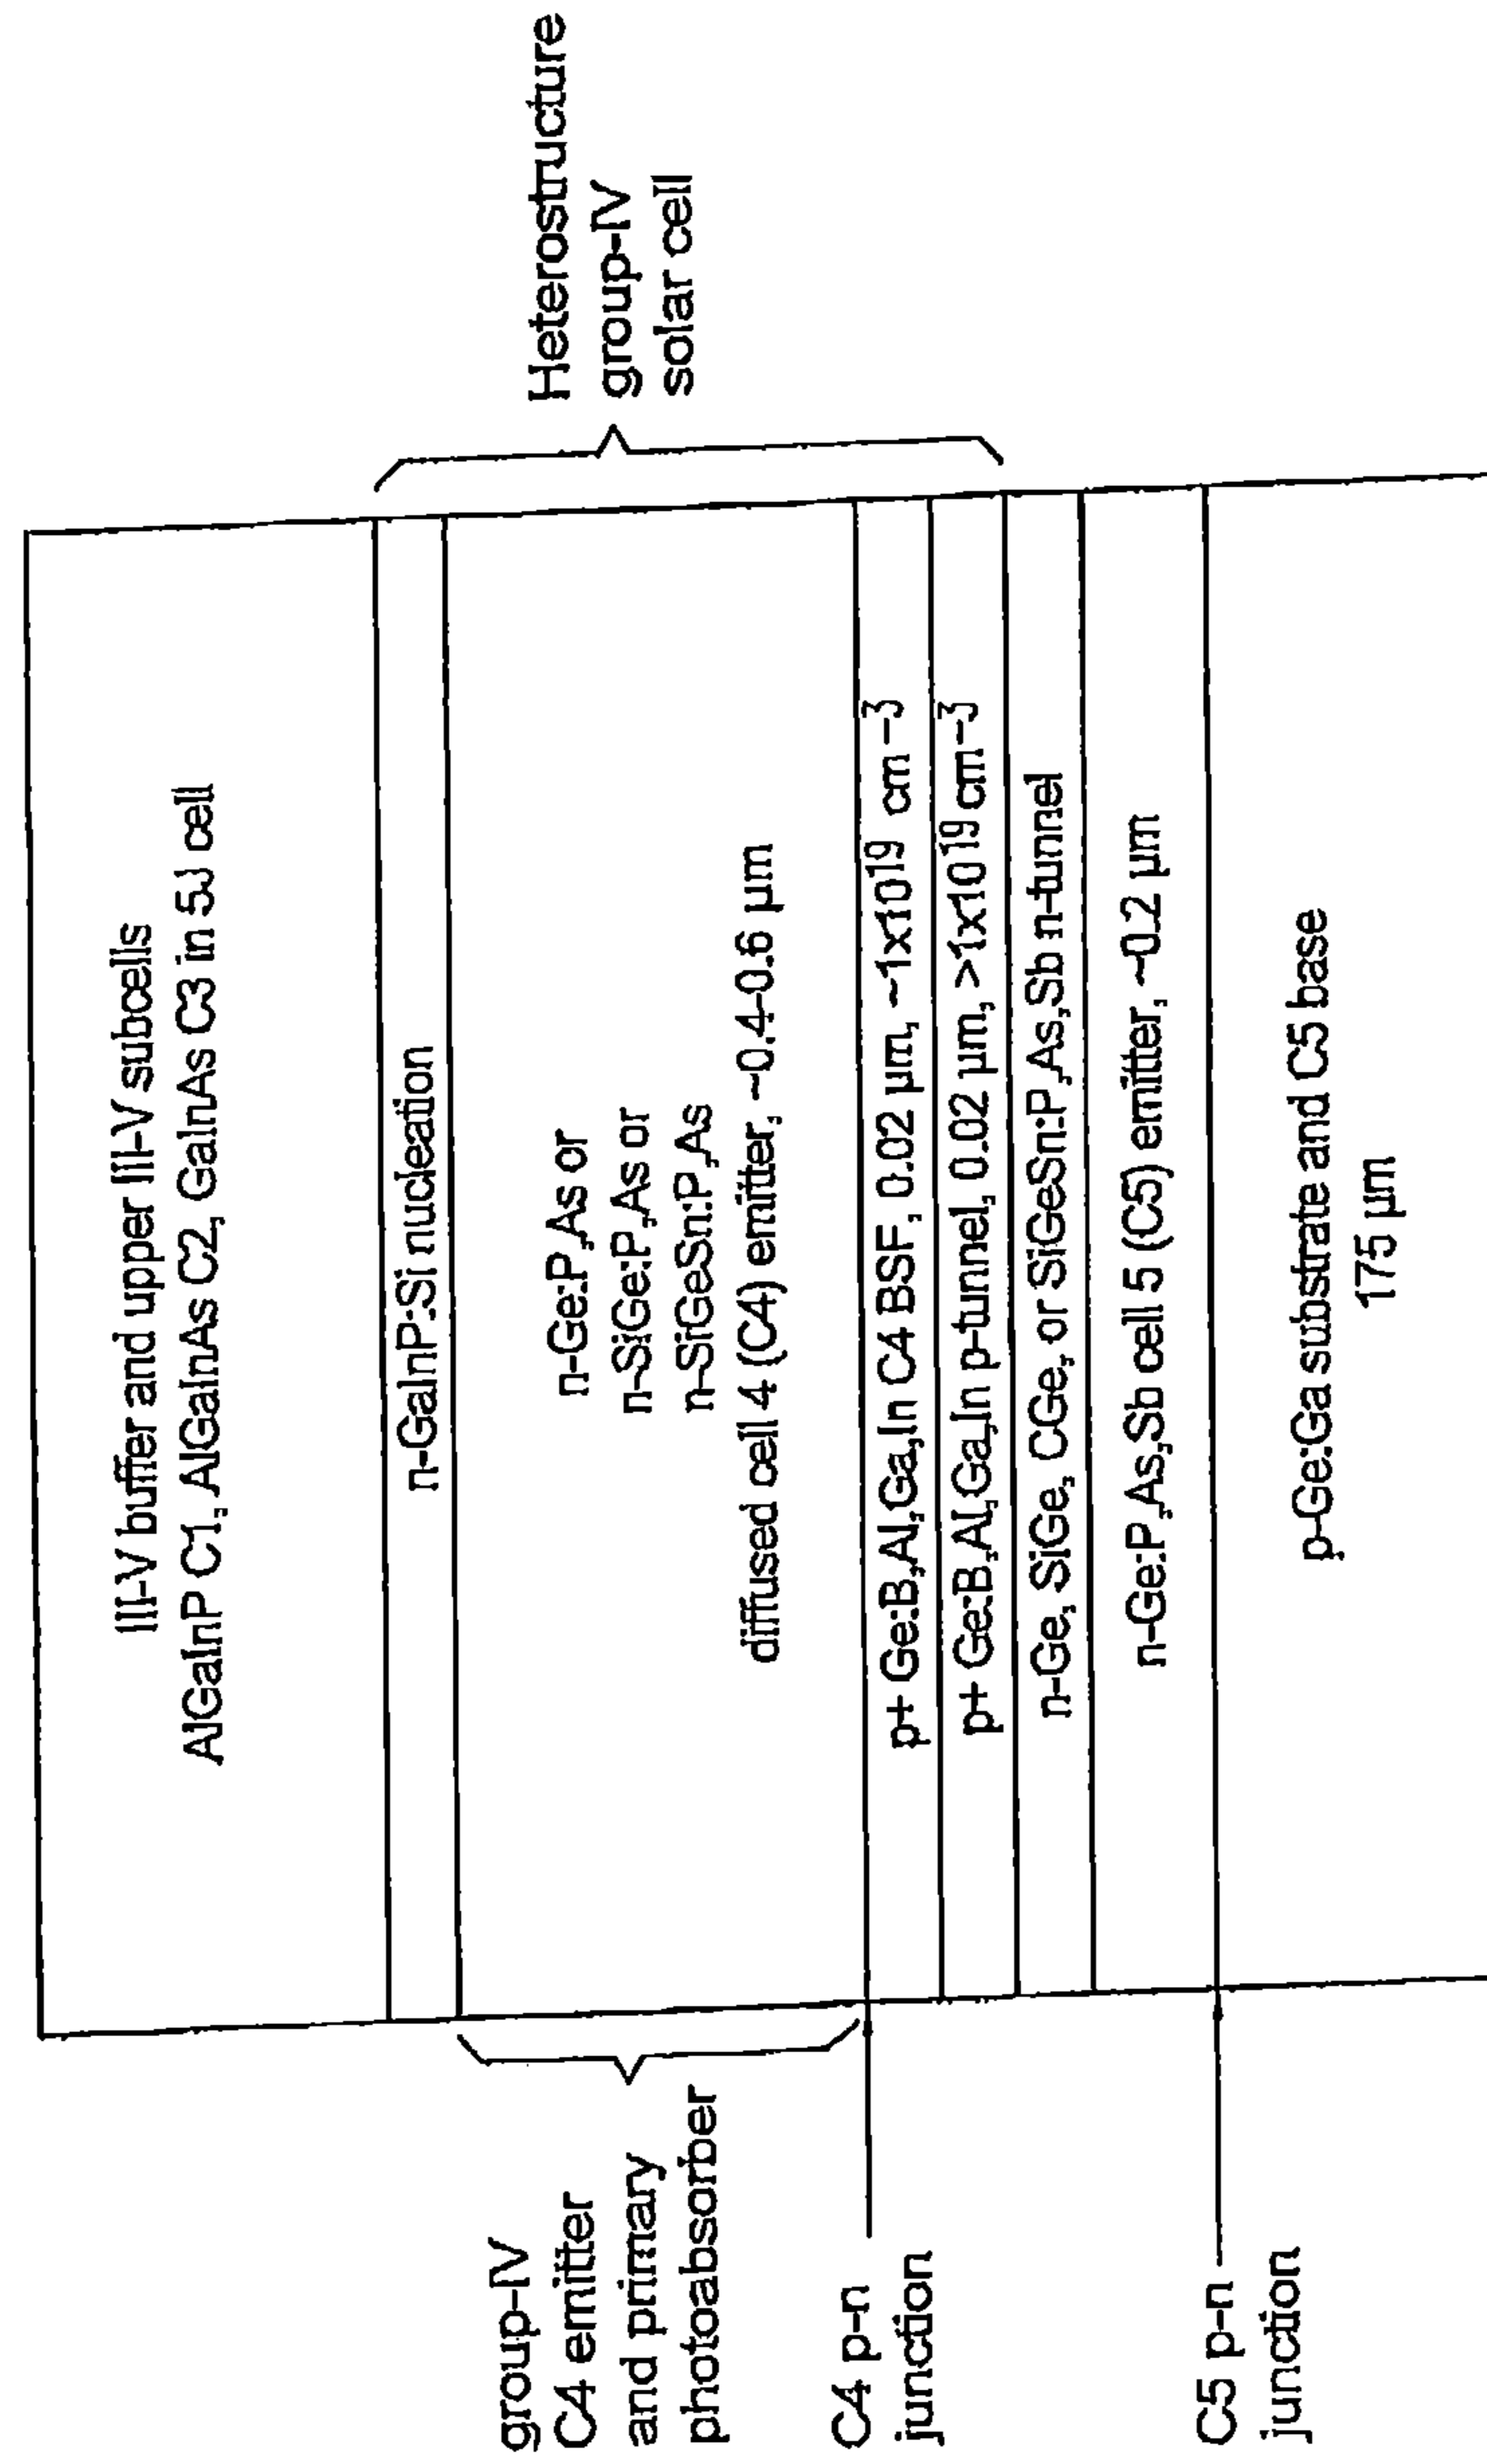 III-V buffer and upper III-V subcells
AlGaInP C1, AlGaInAs C2, GaInAs C3 in 5J cell
n-GaInP:Si nucleation
n-Ge:P,As or
n-SiGe:P,As or
n-SiGeSn:P,As
diffused cell 4 (C4) emitter, ~0.4-0.6 µm
p+ Ge:B,Al,Ga,In C4 BSF, 0.02 µm, ~1x10¹⁹ cm⁻³
p+ Ge:B,Al,Ga,In p-tunnel, 0.02 µm, >1x10¹⁹ cm⁻³
n-Ge, SiGe, CGe, or SiGeSn:P,As,Sb n-tunnel
n-Ge:P,As,Sb cell 5 (C5) emitter, ~0.2 µm
p-Ge:Ga substrate and C5 base
175 µm
group-IV
C4 emitter
and primary
photoabsorber
C4 p-n
junction
C5 p-n
junction
Heterostructure
group-IV
solar cell